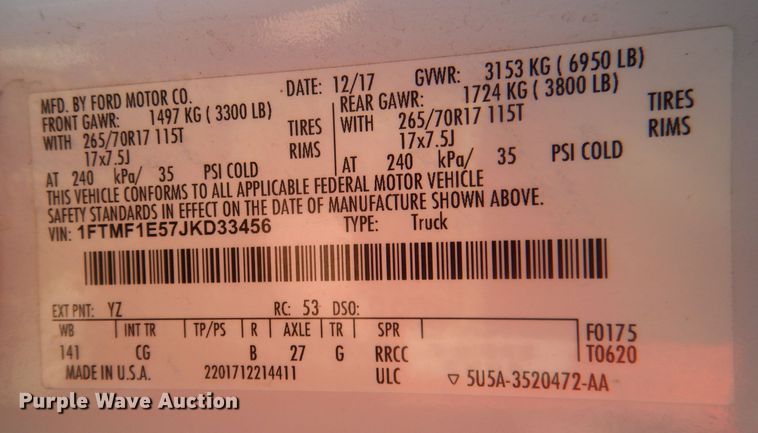 MFD. BY FORD MOTOR CO. DATE: 12/17 GVWR: 3153 KG ( 6950 LB)
FRONT GAWR: 1497 KG ( 3300 LB) REAR GAWR: 1724 KG ( 3800 LB)
WITH 265/70R17 115T TIRES WITH 265/70R17 115T TIRES
17x7.5J RIMS 17x7.5J RIMS
AT 240 kPa/ 35 PSI COLD AT 240 kPa/ 35 PSI COLD
THIS VEHICLE CONFORMS TO ALL APPLICABLE FEDERAL MOTOR VEHICLE
SAFETY STANDARDS IN EFFECT ON THE DATE OF MANUFACTURE SHOWN ABOVE.
VIN: 1FTMF1E57JKD33456 TYPE: Truck
EXT PNT: YZ RC: 53 DSO:
WB INT TR TP/PS R AXLE TR SPR F0175
141 CG B 27 G RRCC T0620
MADE IN U.S.A. 2201712214411 ULC ▽ 5U5A-3520472-AA
Purple Wave Auction